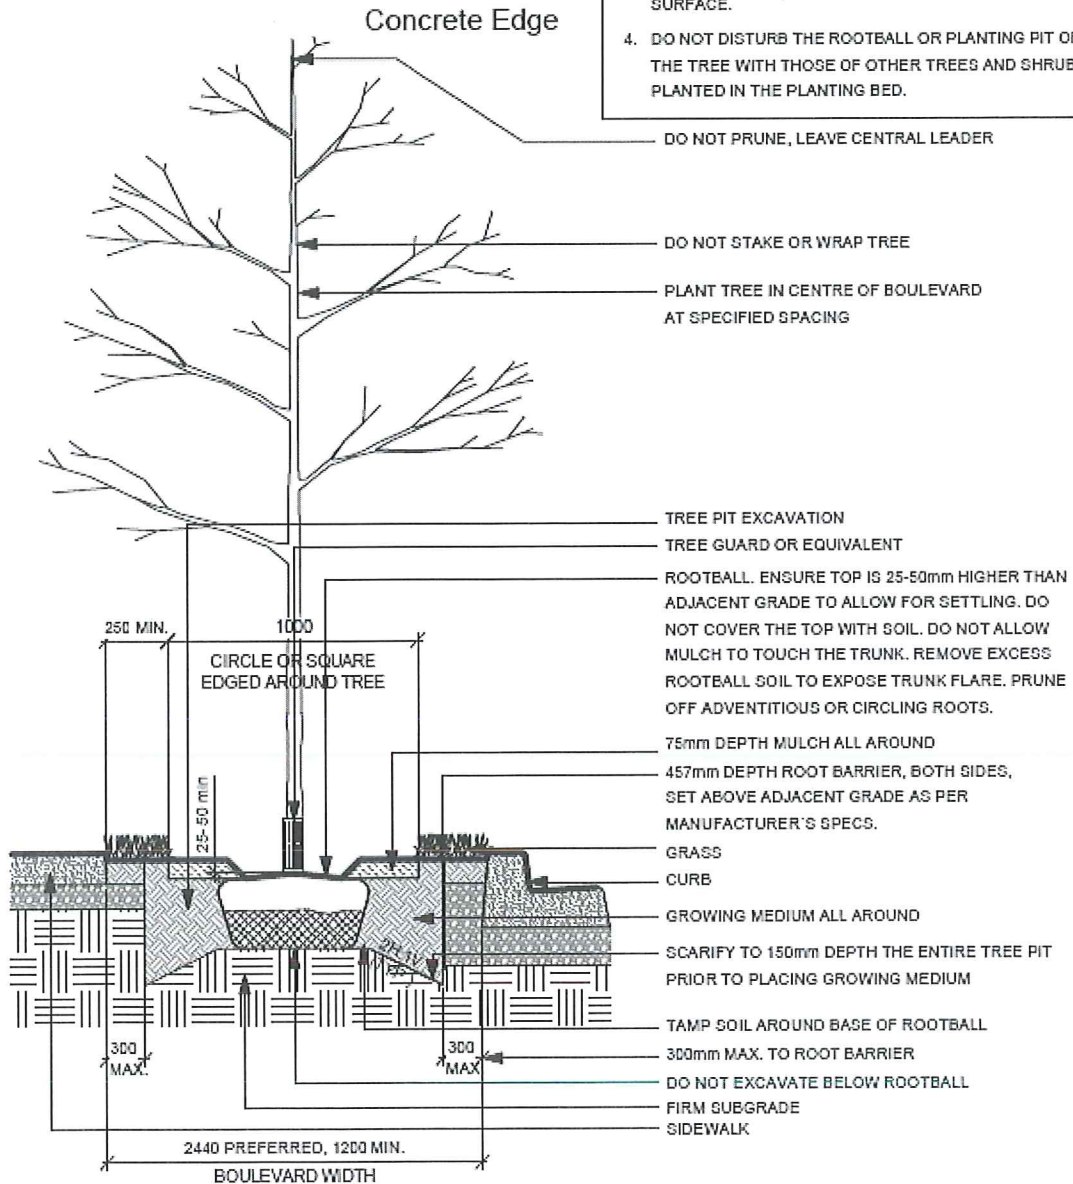 Concrete Edge
SURFACE.
4. DO NOT DISTURB THE ROOTBALL OR PLANTING PIT
THE TREE WITH THOSE OF OTHER TREES AND SHRUB
PLANTED IN THE PLANTING BED.
DO NOT PRUNE, LEAVE CENTRAL LEADER
DO NOT STAKE OR WRAP TREE
PLANT TREE IN CENTRE OF BOULEVARD
AT SPECIFIED SPACING
TREE PIT EXCAVATION
TREE GUARD OR EQUIVALENT
ROOTBALL. ENSURE TOP IS 25-50mm HIGHER THAN
ADJACENT GRADE TO ALLOW FOR SETTLING. DO
NOT COVER THE TOP WITH SOIL. DO NOT ALLOW
MULCH TO TOUCH THE TRUNK. REMOVE EXCESS
ROOTBALL SOIL TO EXPOSE TRUNK FLARE. PRUNE
OFF ADVENTITIOUS OR CIRCLING ROOTS.
250 MIN.
1000
CIRCLE OR SQUARE
EDGED AROUND TREE
75mm DEPTH MULCH ALL AROUND
457mm DEPTH ROOT BARRIER, BOTH SIDES,
SET ABOVE ADJACENT GRADE AS PER
MANUFACTURER'S SPECS.
25-50 min
GRASS
CURB
GROWING MEDIUM ALL AROUND
SCARIFY TO 150mm DEPTH THE ENTIRE TREE PIT
PRIOR TO PLACING GROWING MEDIUM
TAMP SOIL AROUND BASE OF ROOTBALL
300
MAX.
300
MAX
300mm MAX. TO ROOT BARRIER
DO NOT EXCAVATE BELOW ROOTBALL
FIRM SUBGRADE
SIDEWALK
2440 PREFERRED, 1200 MIN.
BOULEVARD WIDTH